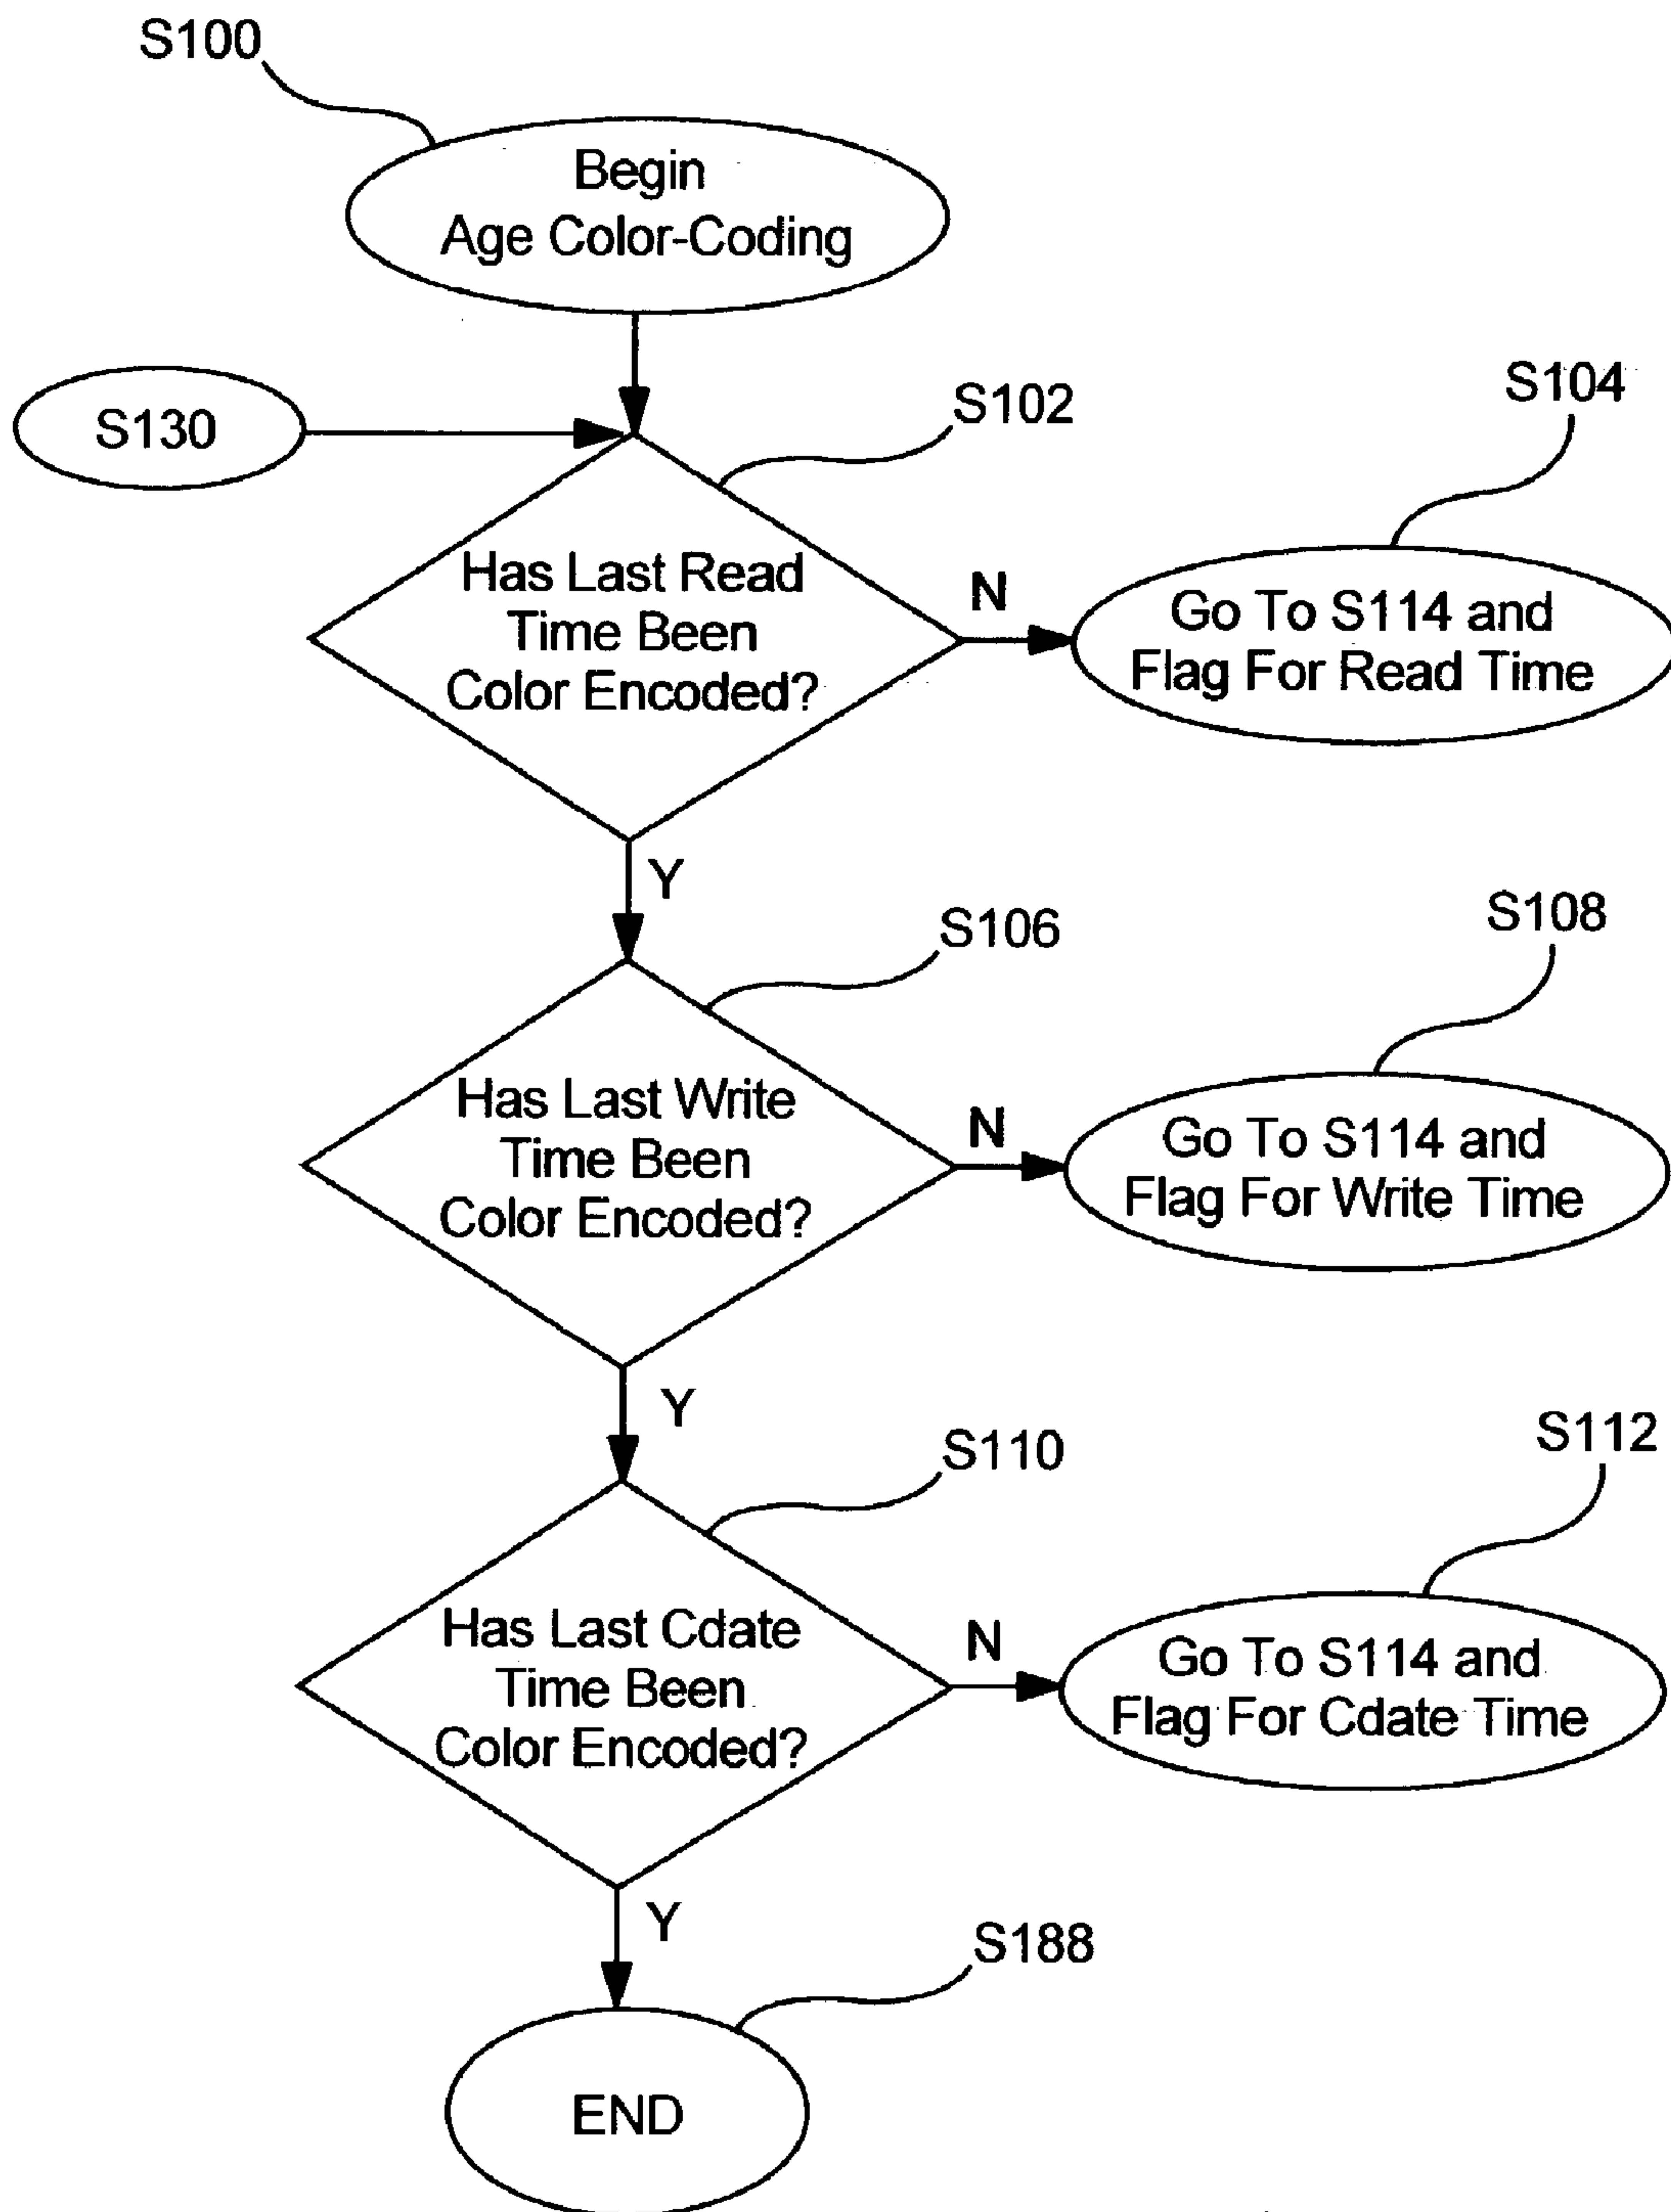 S100
Begin
Age Color-Coding
S130
S102
S104
Has Last Read
Time Been
Color Encoded?
N
Go To S114 and
Flag For Read Time
Y
S106
S108
Has Last Write
Time Been
Color Encoded?
N
Go To S114 and
Flag For Write Time
Y
S110
S112
Has Last Cdate
Time Been
Color Encoded?
N
Go To S114 and
Flag For Cdate Time
Y
S188
END